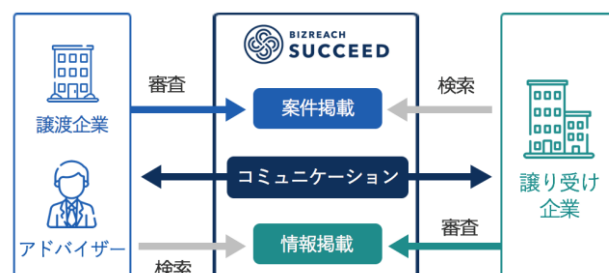 BIZREACH
SUCCEED
審査
案件掲載
検索
譲渡企業
コミュニケーション
譲り受け
企業
アドバイザー
検索
情報掲載
審査